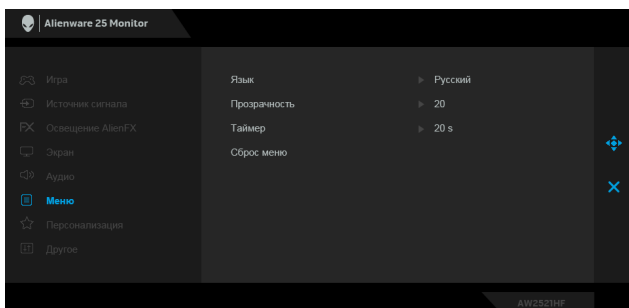 Alienware 25 Monitor
Игра
Источник сигнала
FX Освещение AlienFX
Экран
Аудио
Меню
Персонализация
Другое
Язык Русский
Прозрачность 20
Таймер 20 s
Сброс меню
AW2521HF